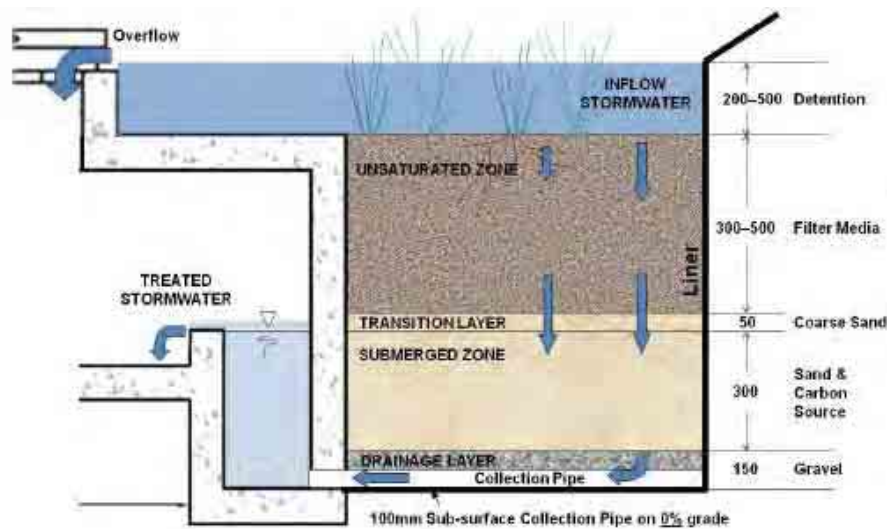 Overflow
INFLOW
STORMWATER
200–500 Detention
UNSATURATED ZONE
300–500 Filter Media
Liner
TREATED
STORMWATER
TRANSITION LAYER
50 Coarse Sand
SUBMERGED ZONE
300
Sand &
Carbon
Source
DRAINAGE LAYER
150 Gravel
Collection Pipe
100mm Sub-surface Collection Pipe on 0% grade